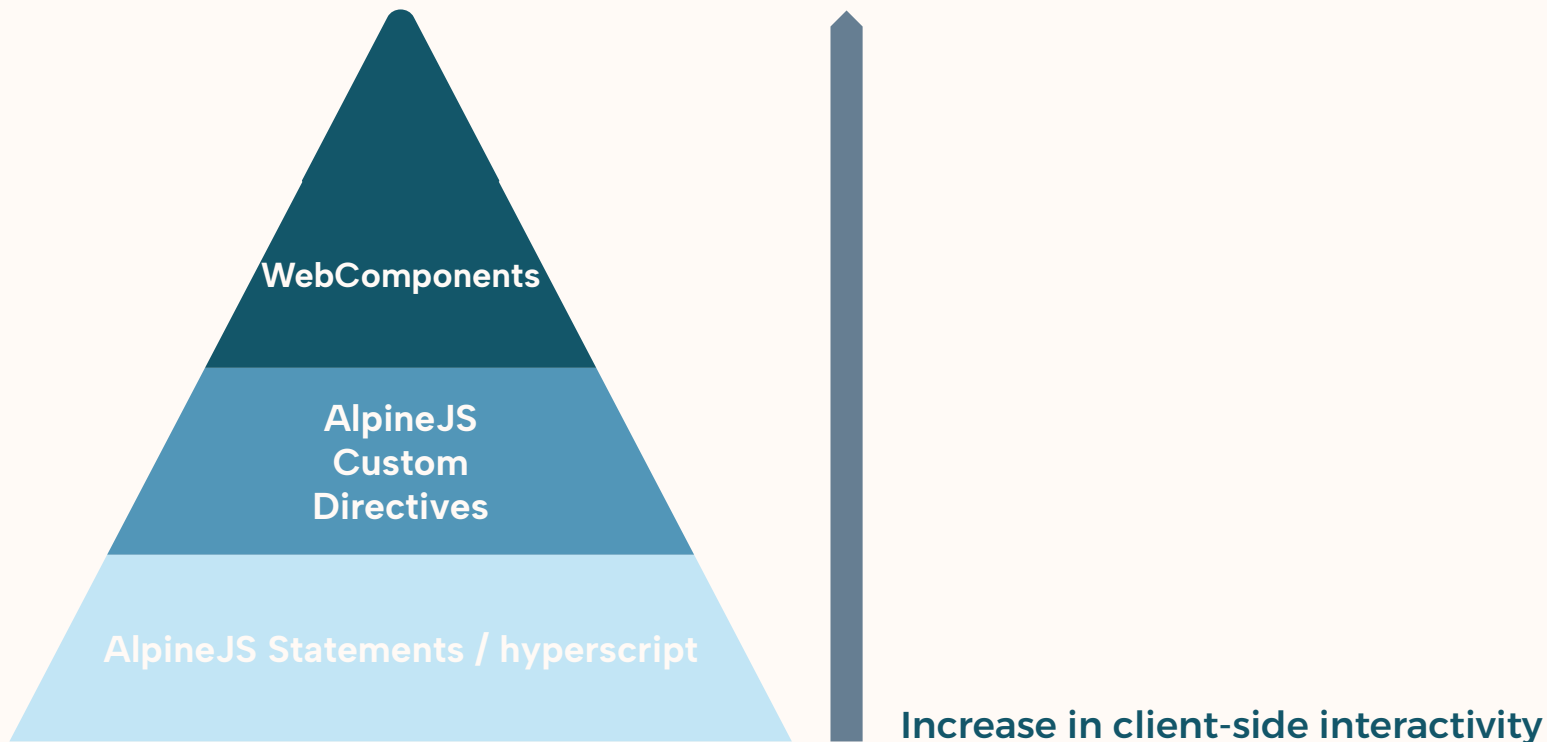 WebComponents
AlpineJS
Custom
Directives
AlpineJS Statements / hyperscript
Increase in client-side interactivity